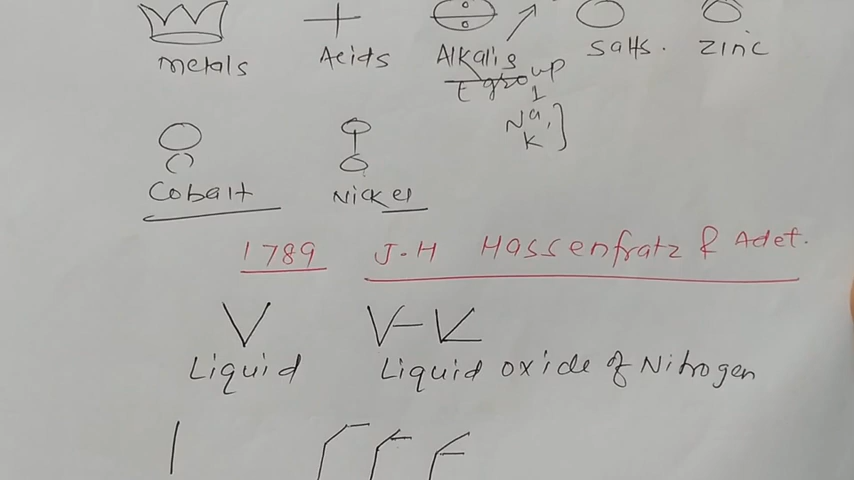 metals Acids Alkalis salts. zinc
group
1
Na,
K
Cobalt Nickel
1789 J-H Hassenfratz & Adet.
Liquid Liquid oxide of Nitrogen